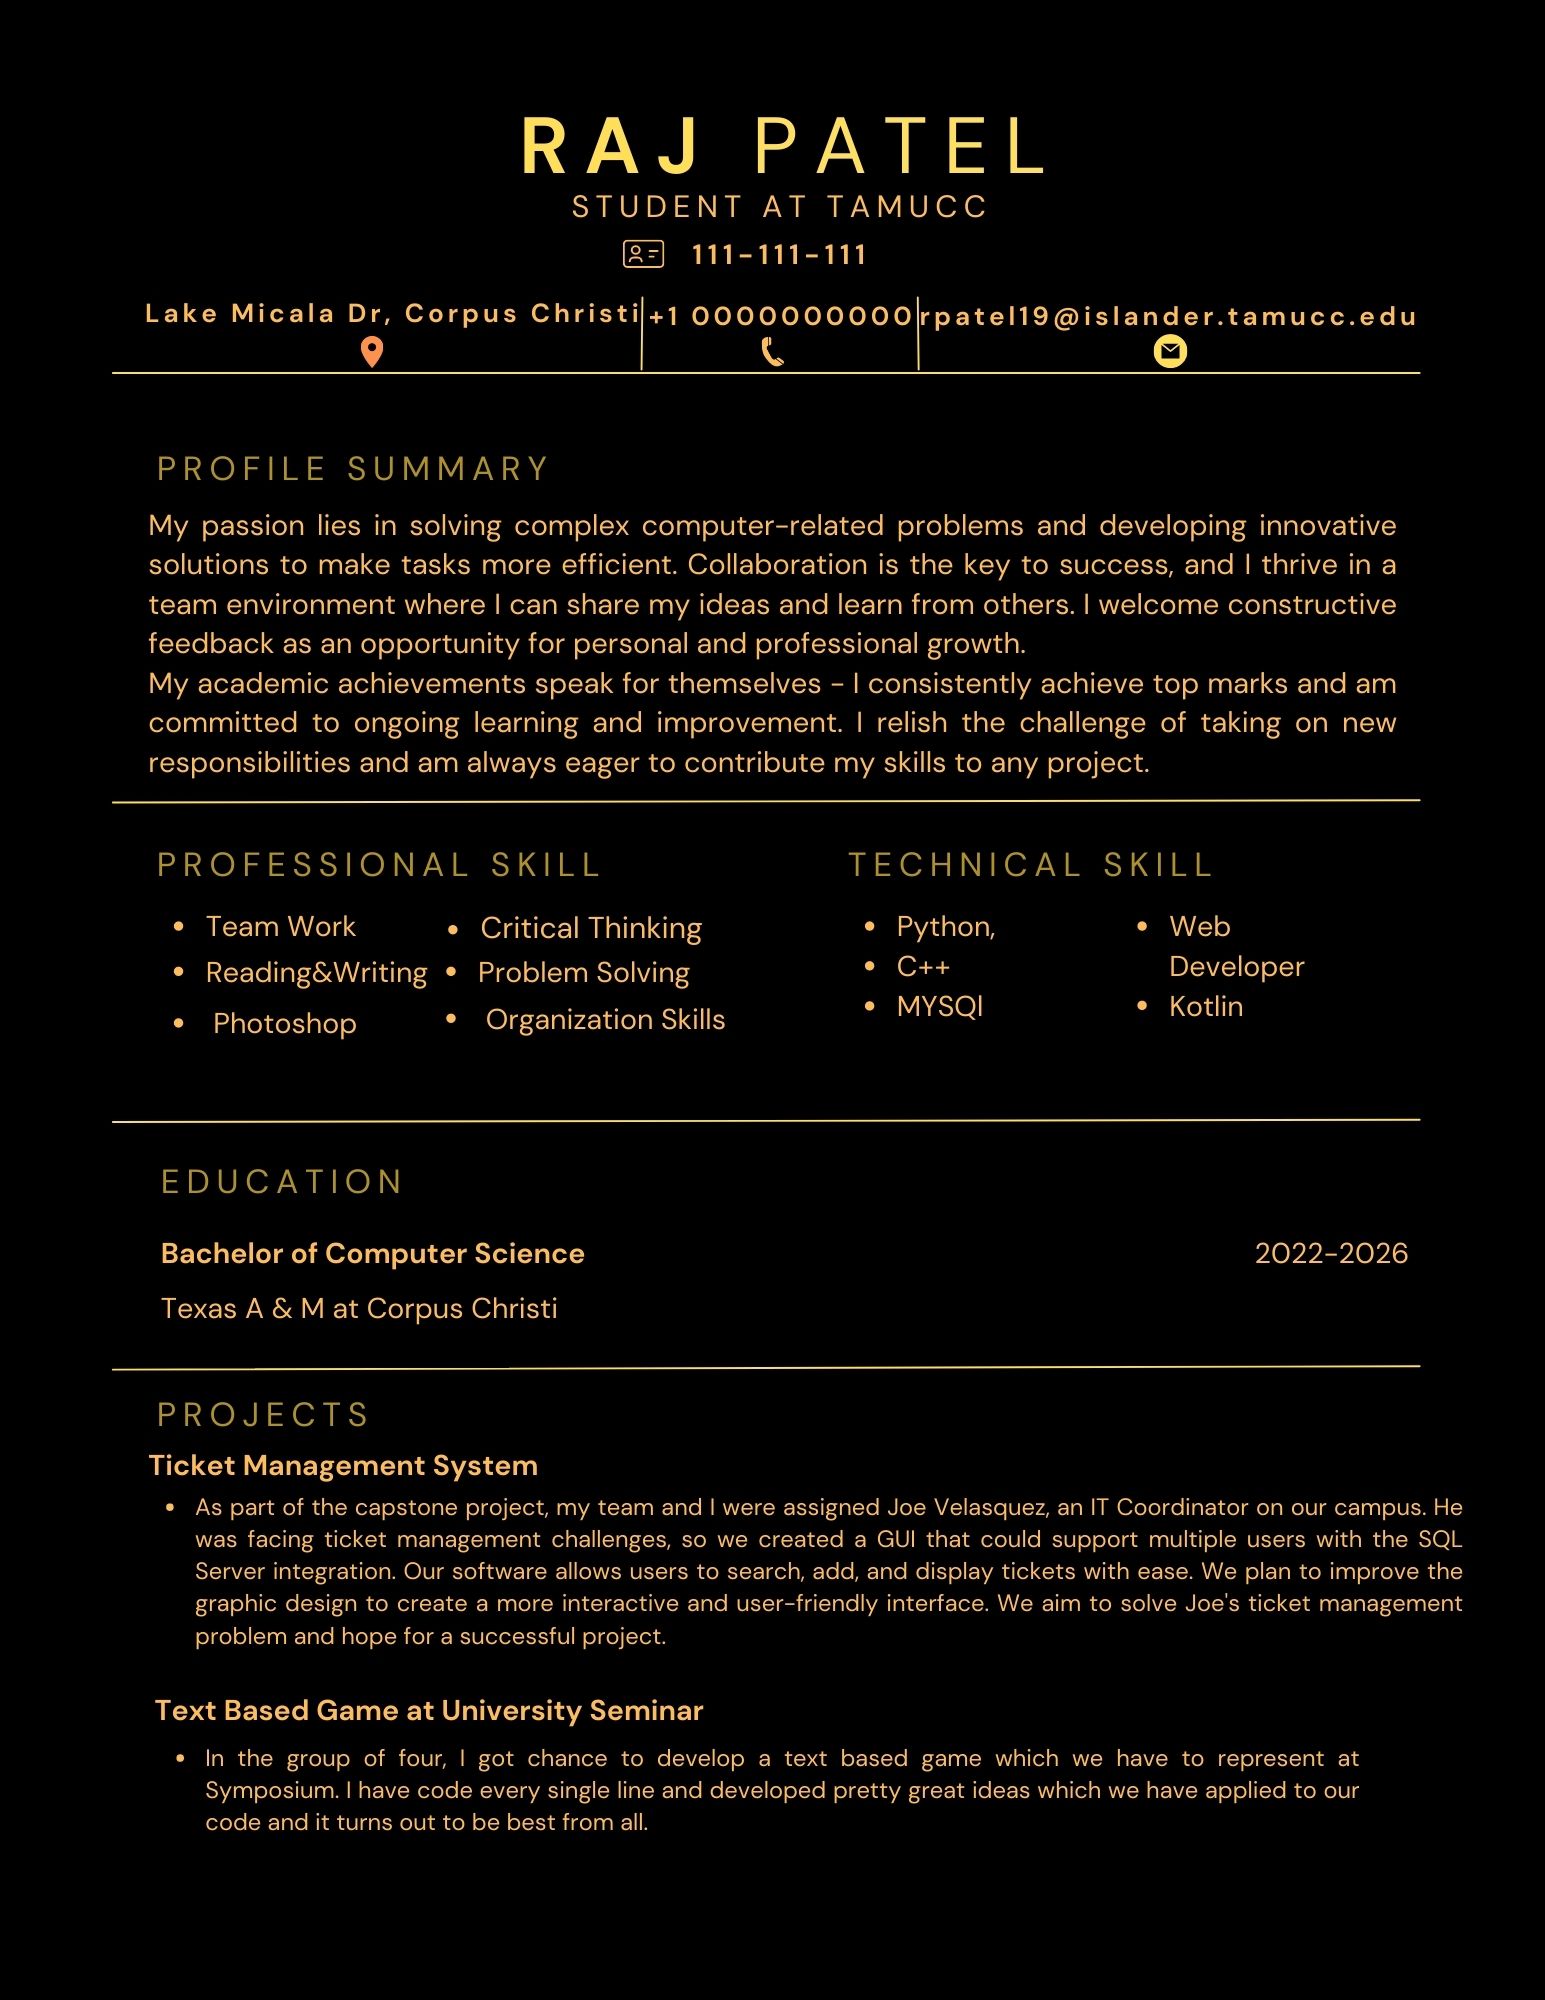 RAJ PATEL
STUDENT AT TAMUCC
111-111-111
Lake Micala Dr, Corpus Christi
+1 0000000000
rpatel19@islander.tamucc.edu
PROFILE SUMMARY
My passion lies in solving complex computer-related problems and developing innovative
solutions to make tasks more efficient. Collaboration is the key to success, and I thrive in a
team environment where I can share my ideas and learn from others. I welcome constructive
feedback as an opportunity for personal and professional growth.
My academic achievements speak for themselves - I consistently achieve top marks and am
committed to ongoing learning and improvement. I relish the challenge of taking on new
responsibilities and am always eager to contribute my skills to any project.
PROFESSIONAL SKILL
• Team Work
• Reading&Writing
• Photoshop
• Critical Thinking
• Problem Solving
• Organization Skills
TECHNICAL SKILL
• Python,
• C++
• MYSQl
• Web
Developer
• Kotlin
EDUCATION
Bachelor of Computer Science
2022-2026
Texas A & M at Corpus Christi
PROJECTS
Ticket Management System
• As part of the capstone project, my team and I were assigned Joe Velasquez, an IT Coordinator on our campus. He
was facing ticket management challenges, so we created a GUI that could support multiple users with the SQL
Server integration. Our software allows users to search, add, and display tickets with ease. We plan to improve the
graphic design to create a more interactive and user-friendly interface. We aim to solve Joe's ticket management
problem and hope for a successful project.
Text Based Game at University Seminar
• In the group of four, I got chance to develop a text based game which we have to represent at
Symposium. I have code every single line and developed pretty great ideas which we have applied to our
code and it turns out to be best from all.